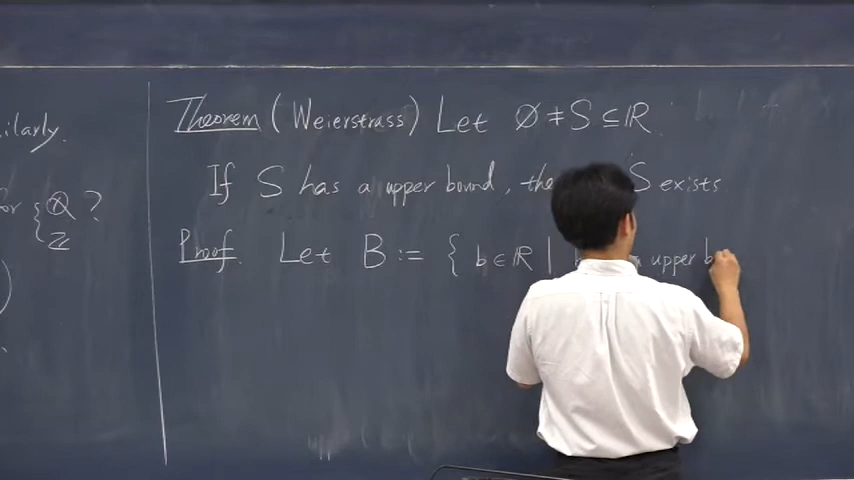 ilarly.
for { Q ?
Z
Theorem (Weierstrass) Let ∅ ≠ S ⊆ ℝ.
If S has a upper bound, the S exists
Proof. Let B := { b ∈ ℝ | upper b